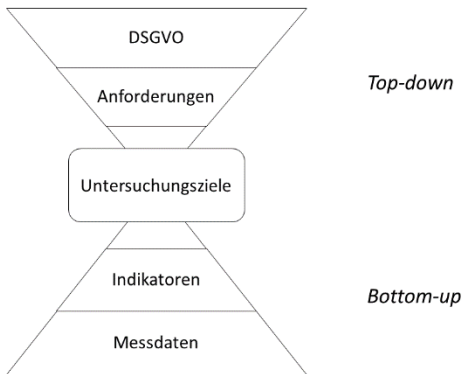 DSGVO
Anforderungen
Top-down
Untersuchungsziele
Indikatoren
Bottom-up
Messdaten